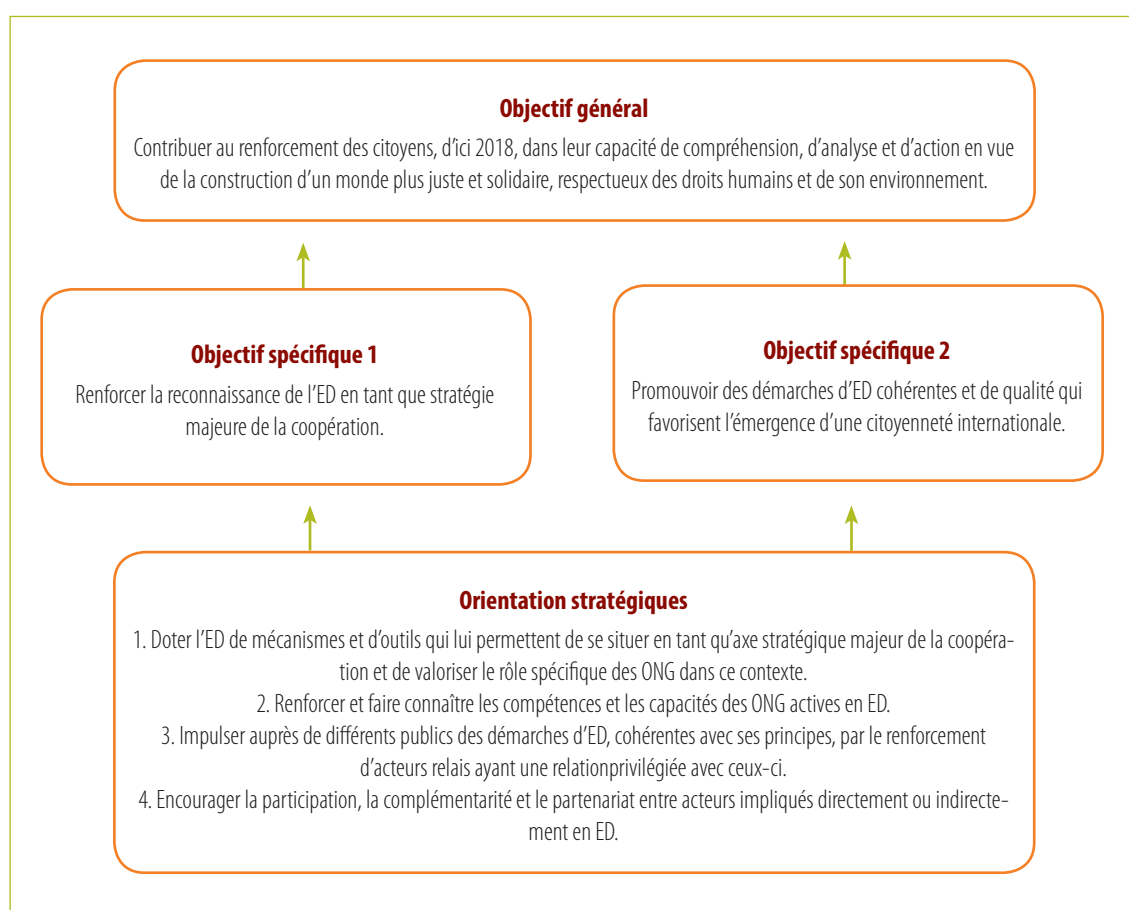 Objectif général
Contribuer au renforcement des citoyens, d’ici 2018, dans leur capacité de compréhension, d’analyse et d’action en vue
de la construction d’un monde plus juste et solidaire, respectueux des droits humains et de son environnement.
Objectif spécifique 1
Renforcer la reconnaissance de l’ED en tant que stratégie
majeure de la coopération.
Objectif spécifique 2
Promouvoir des démarches d’ED cohérentes et de qualité qui
favorisent l’émergence d’une citoyenneté internationale.
Orientation stratégiques
1. Doter l’ED de mécanismes et d’outils qui lui permettent de se situer en tant qu’axe stratégique majeur de la coopéra-
tion et de valoriser le rôle spécifique des ONG dans ce contexte.
2. Renforcer et faire connaître les compétences et les capacités des ONG actives en ED.
3. Impulser auprès de différents publics des démarches d’ED, cohérentes avec ses principes, par le renforcement
d’acteurs relais ayant une relationprivilégiée avec ceux-ci.
4. Encourager la participation, la complémentarité et le partenariat entre acteurs impliqués directement ou indirecte-
ment en ED.